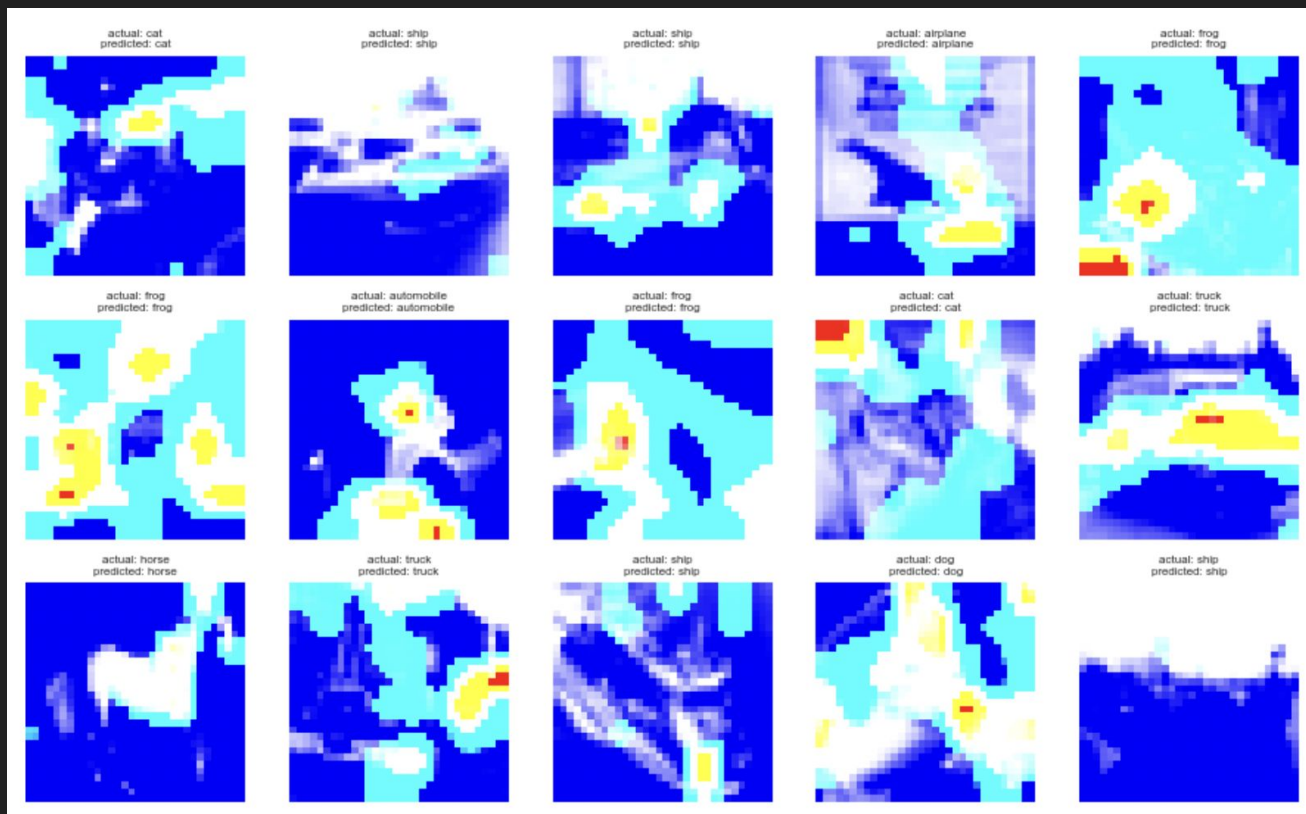 actual: cat
predicted: cat
actual: ship
predicted: ship
actual: ship
predicted: ship
actual: airplane
predicted: airplane
actual: frog
predicted: frog
actual: frog
predicted: frog
actual: automobile
predicted: automobile
actual: frog
predicted: frog
actual: cat
predicted: cat
actual: truck
predicted: truck
actual: horse
predicted: horse
actual: truck
predicted: truck
actual: ship
predicted: ship
actual: dog
predicted: dog
actual: ship
predicted: ship